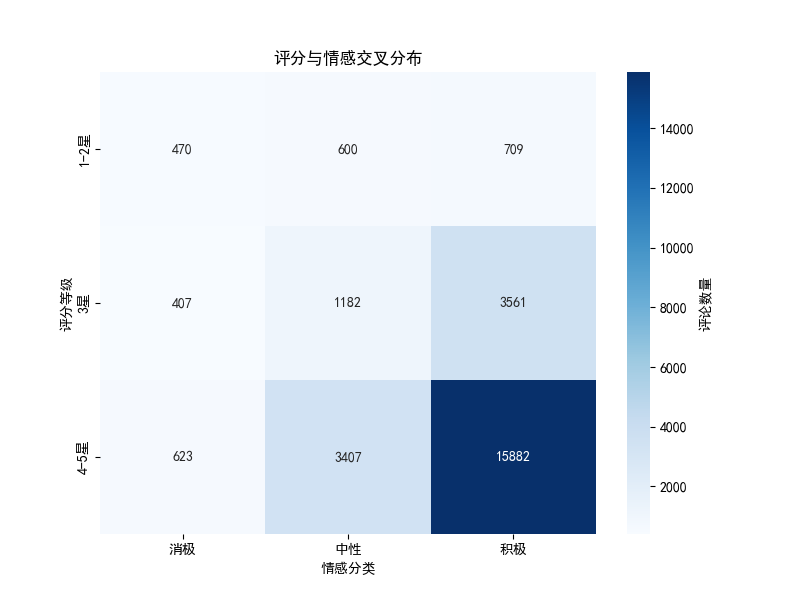 评分与情感交叉分布
评分等级
1-2星
470 600 709
3星
407 1182 3561
4-5星
623 3407 15882
消极 中性 积极
情感分类
14000
12000
10000
8000
6000
4000
2000
评论数量